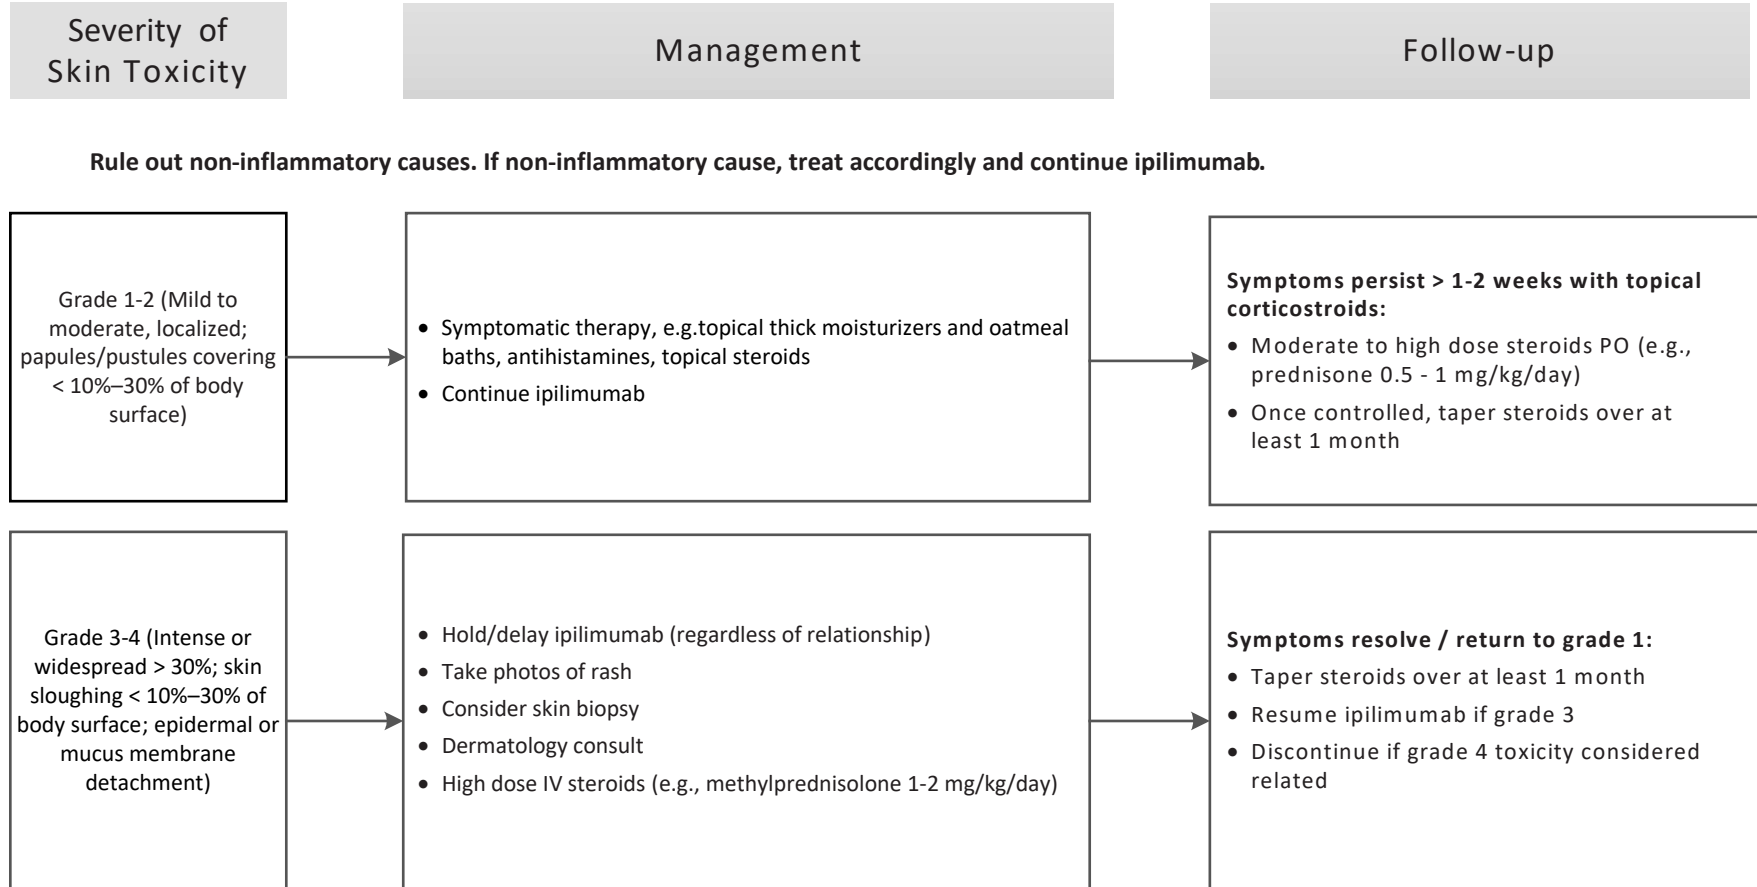 Severity of
Skin Toxicity
Management
Follow-up
Rule out non-inflammatory causes. If non-inflammatory cause, treat accordingly and continue ipilimumab.
Grade 1-2 (Mild to
moderate, localized;
papules/pustules covering
< 10%–30% of body
surface)
• Symptomatic therapy, e.g.topical thick moisturizers and oatmeal
baths, antihistamines, topical steroids
• Continue ipilimumab
Symptoms persist > 1-2 weeks with topical
corticostroids:
• Moderate to high dose steroids PO (e.g.,
prednisone 0.5 - 1 mg/kg/day)
• Once controlled, taper steroids over at
least 1 month
Grade 3-4 (Intense or
widespread > 30%; skin
sloughing < 10%–30% of
body surface; epidermal or
mucus membrane
detachment)
• Hold/delay ipilimumab (regardless of relationship)
• Take photos of rash
• Consider skin biopsy
• Dermatology consult
• High dose IV steroids (e.g., methylprednisolone 1-2 mg/kg/day)
Symptoms resolve / return to grade 1:
• Taper steroids over at least 1 month
• Resume ipilimumab if grade 3
• Discontinue if grade 4 toxicity considered
related